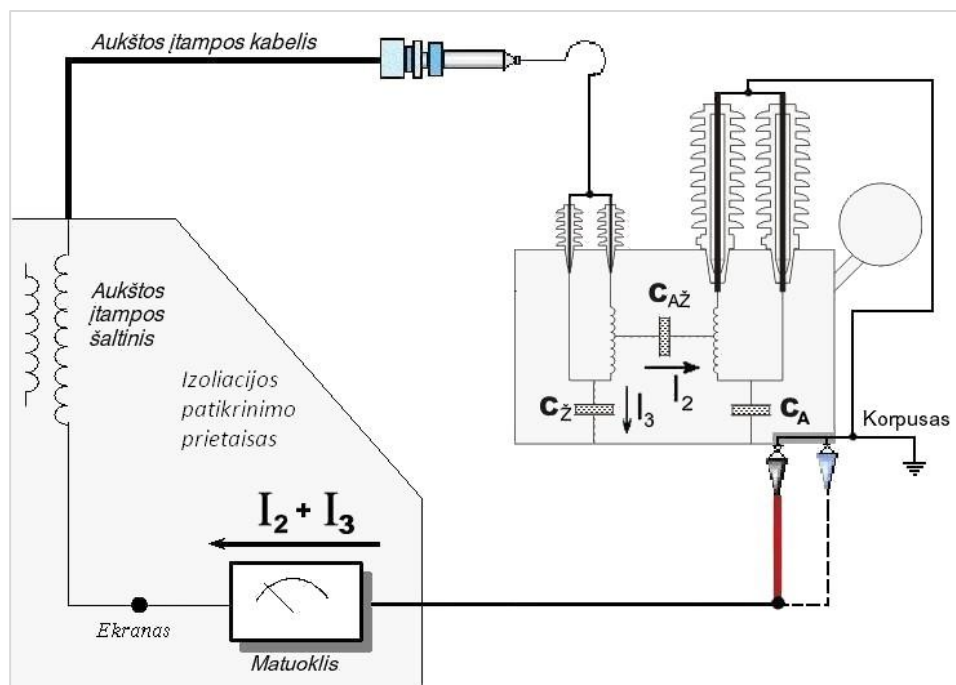 Aukštos įtampos kabelis
Aukštos
įtampos
šaltinis
Izoliacijos
patikrinimo
prietaisas
CAŽ
I2
CŽ
I3
CA
Korpusas
I2 + I3
Ekranas
Matuoklis